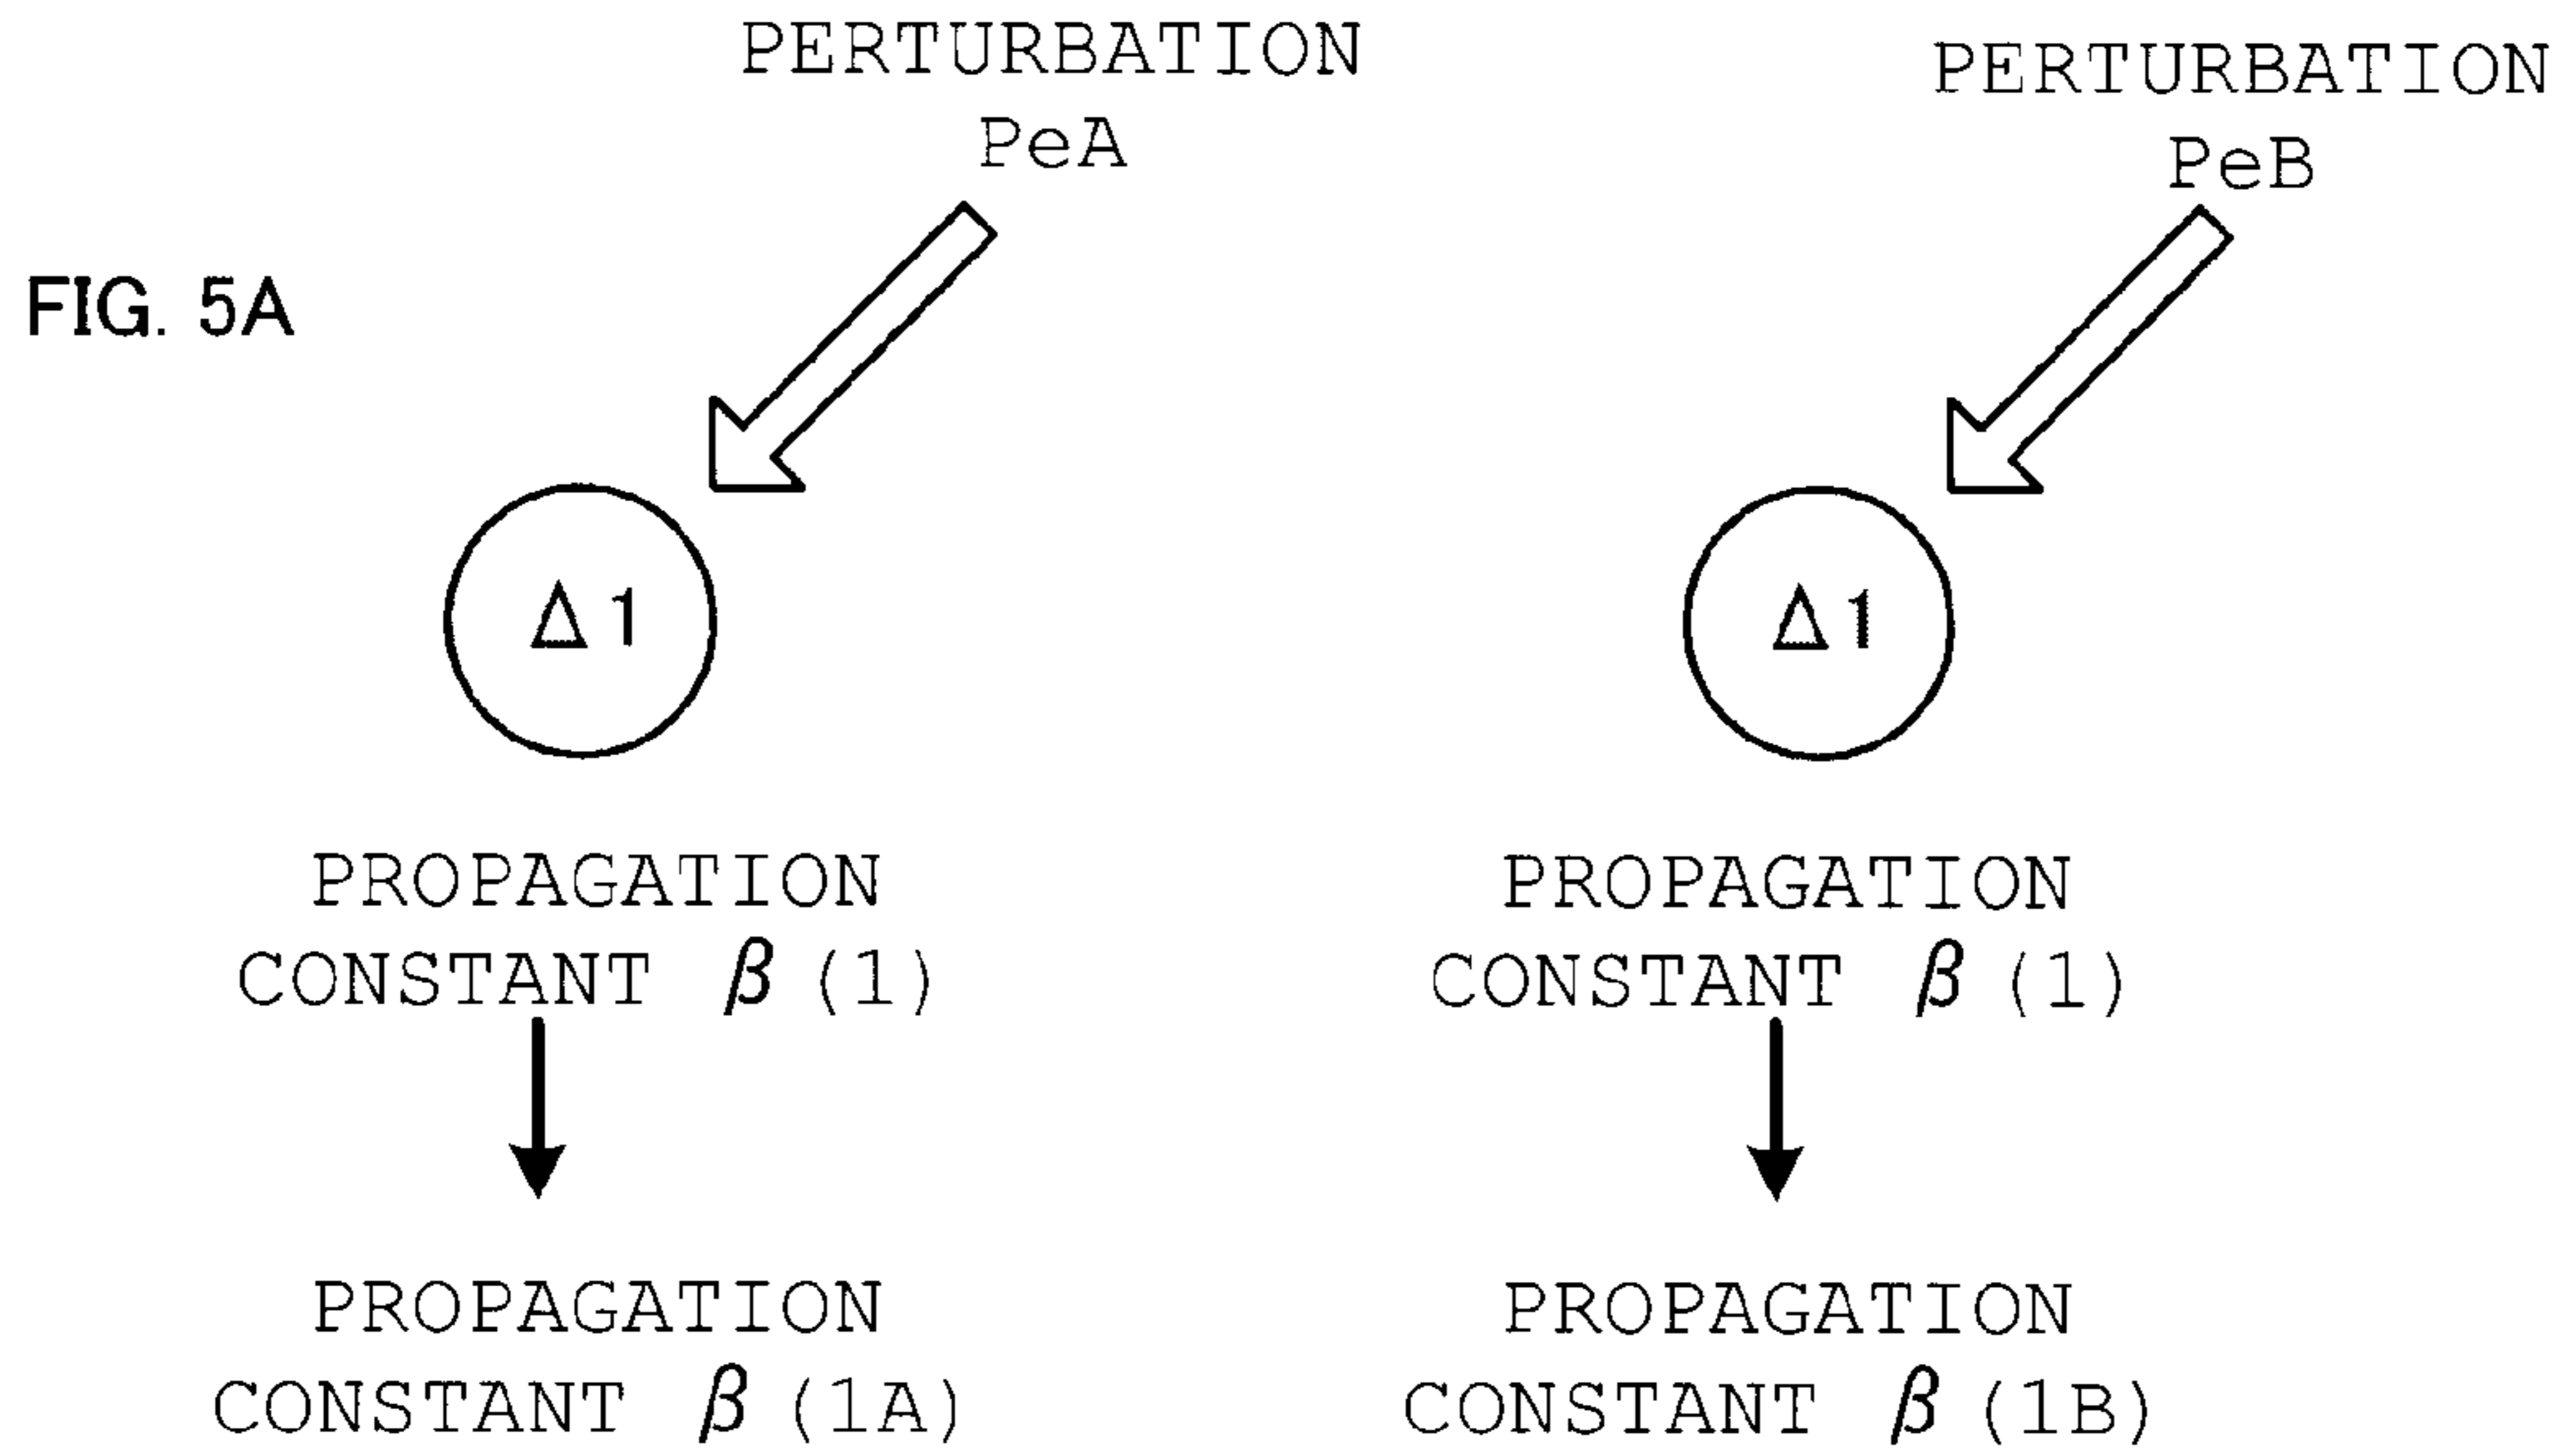 PERTURBATION
PeA
PERTURBATION
PeB
FIG. 5A
Δ1
Δ1
PROPAGATION
CONSTANT β (1)
PROPAGATION
CONSTANT β (1)
PROPAGATION
CONSTANT β (1A)
PROPAGATION
CONSTANT β (1B)